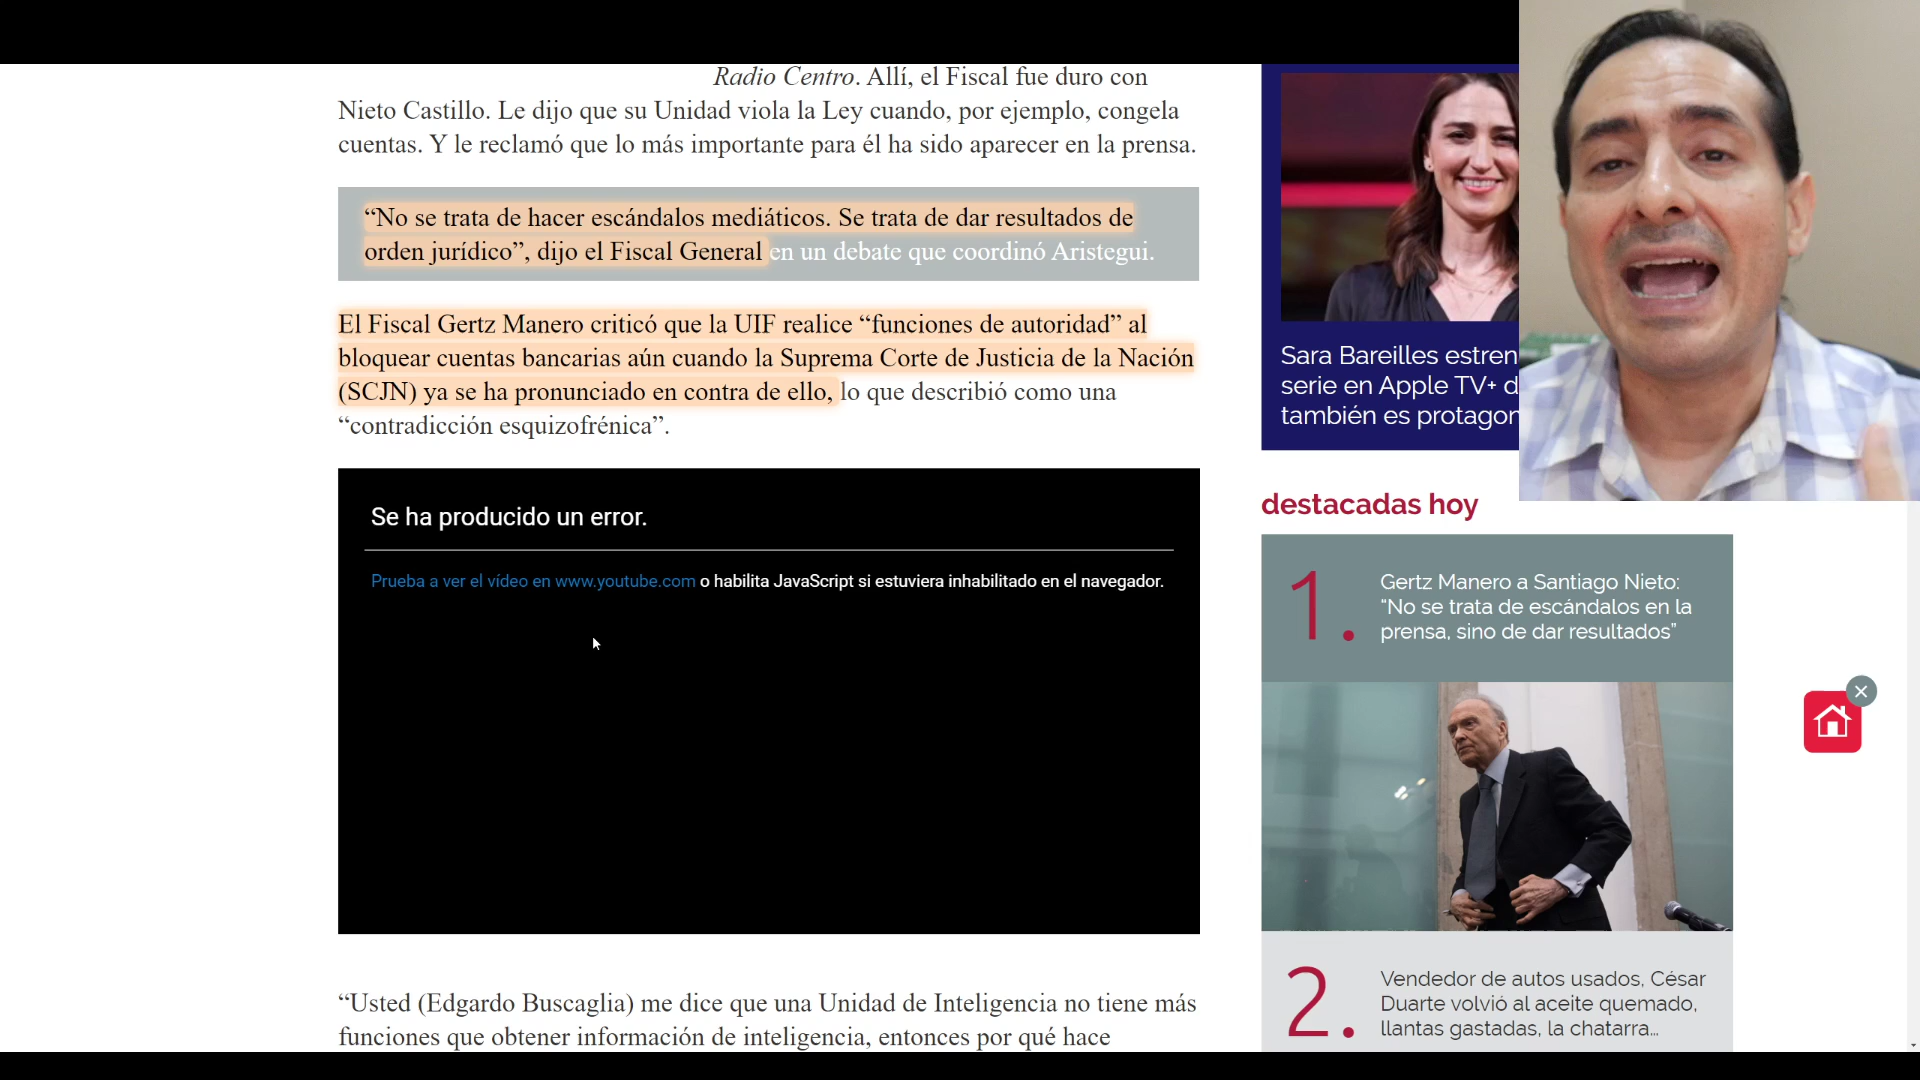 Radio Centro. Allí, el Fiscal fue duro con
Nieto Castillo. Le dijo que su Unidad viola la Ley cuando, por ejemplo, congela
cuentas. Y le reclamó que lo más importante para él ha sido aparecer en la prensa.
“No se trata de hacer escándalos mediáticos. Se trata de dar resultados de
orden jurídico”, dijo el Fiscal General en un debate que coordinó Aristegui.
El Fiscal Gertz Manero criticó que la UIF realice “funciones de autoridad” al
bloquear cuentas bancarias aún cuando la Suprema Corte de Justicia de la Nación
(SCJN) ya se ha pronunciado en contra de ello, lo que describió como una
“contradicción esquizofrénica”.
Se ha producido un error.
Prueba a ver el vídeo en www.youtube.com o habilita JavaScript si estuviera inhabilitado en el navegador.
“Usted (Edgardo Buscaglia) me dice que una Unidad de Inteligencia no tiene más
funciones que obtener información de inteligencia, entonces por qué hace
Sara Bareilles estren
serie en Apple TV+ d
también es protagon
destacadas hoy
1.
Gertz Manero a Santiago Nieto:
“No se trata de escándalos en la
prensa, sino de dar resultados”
2.
Vendedor de autos usados, César
Duarte volvió al aceite quemado,
llantas gastadas, la chatarra...